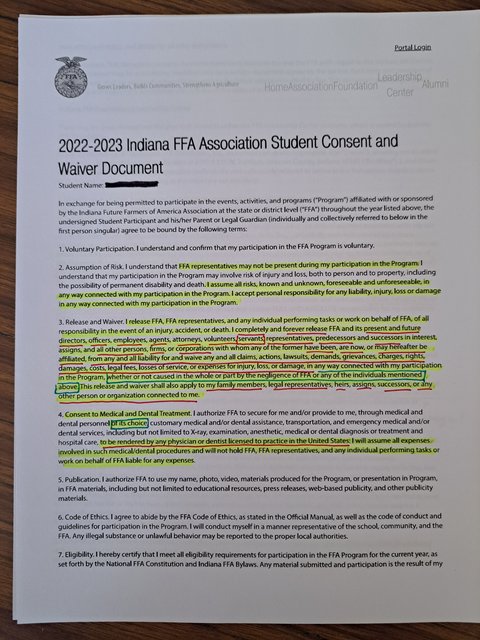 Portal Login
FFA
Grows Leaders, Builds Communities, Strengthens Agriculture
HomeAssociationFoundation Leadership Center Alumni
2022-2023 Indiana FFA Association Student Consent and
Waiver Document
Student Name:
In exchange for being permitted to participate in the events, activities, and programs ("Program") affiliated with or sponsored
by the Indiana Future Farmers of America Association at the state or district level ("FFA") throughout the year listed above, the
undersigned Student Participant and his/her Parent or Legal Guardian (individually and collectively referred to below in the
first person singular) agree to be bound by the following terms:
1. Voluntary Participation. I understand and confirm that my participation in the FFA Program is voluntary.
2. Assumption of Risk. I understand that FFA representatives may not be present during my participation in the Program. I
understand that my participation in the Program may involve risk of injury and loss, both to person and to property, including
the possibility of permanent disability and death. I assume all risks, known and unknown, foreseeable and unforeseeable, in
any way connected with my participation in the Program. I accept personal responsibility for any liability, injury, loss or damage
in any way connected with my participation in the Program.
3. Release and Waiver. I release FFA, FFA representatives, and any individual performing tasks or work on behalf of FFA, of all
responsibility in the event of an injury, accident, or death. I completely and forever release FFA and its present and future
directors, officers, employees, agents, attorneys, volunteers, servants, representatives, predecessors and successors in interest,
assigns, and all other persons, firms, or corporations with whom any of the former have been, are now, or may hereafter be
affiliated, from any and all liability and waive any and all claims, actions, lawsuits, demands, grievances, charges, rights,
damages, costs, legal fees, losses of service, or expenses for injury, loss, or damage, in any way connected with my participation
in the Program, whether or not caused in the whole or part by the negligence of FFA or any of the individuals mentioned
above. This release and waiver shall also apply to my family members, legal representatives, heirs, assigns, successors, or any
other person or organization connected to me.
4. Consent to Medical and Dental Treatment. I authorize FFA to secure for me and/or provide to me, through medical and
dental personnel of its choice, customary medical and/or dental assistance, transportation, and emergency medical and/or
dental services, including but not limited to X-ray, examination, anesthetic, medical or dental diagnosis or treatment and
hospital care, to be rendered by any physician or dentist licensed to practice in the United States. I will assume all expenses
involved in such medical/dental procedures and will not hold FFA, FFA representatives, and any individual performing tasks or
work on behalf of FFA liable for any expenses.
5. Publication. I authorize FFA to use my name, photo, video, materials produced for the Program, or presentation in Program,
in FFA materials, including but not limited to educational resources, press releases, web-based publicity, and other publicity
materials.
6. Code of Ethics. I agree to abide by the FFA Code of Ethics, as stated in the Official Manual, as well as the code of conduct and
guidelines for participation in the Program. I will conduct myself in a manner representative of the school, community, and the
FFA. Any illegal substance or unlawful behavior may be reported to the proper local authorities.
7. Eligibility. I hereby certify that I meet all eligibility requirements for participation in the FFA Program for the current year, as
set forth by the National FFA Constitution and Indiana FFA Bylaws. Any material submitted and participation is the result of my